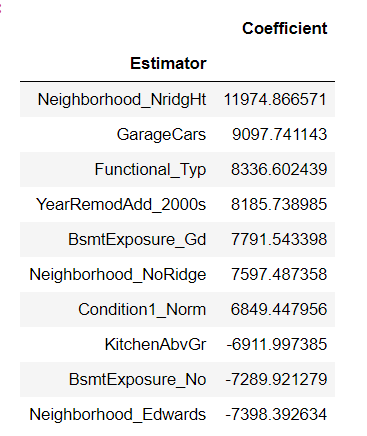 Coefficient
Estimator
Neighborhood_NridgHt 11974.866571
GarageCars 9097.741143
Functional_Typ 8336.602439
YearRemodAdd_2000s 8185.738985
BsmtExposure_Gd 7791.543398
Neighborhood_NoRidge 7597.487358
Condition1_Norm 6849.447956
KitchenAbvGr -6911.997385
BsmtExposure_No -7289.921279
Neighborhood_Edwards -7398.392634